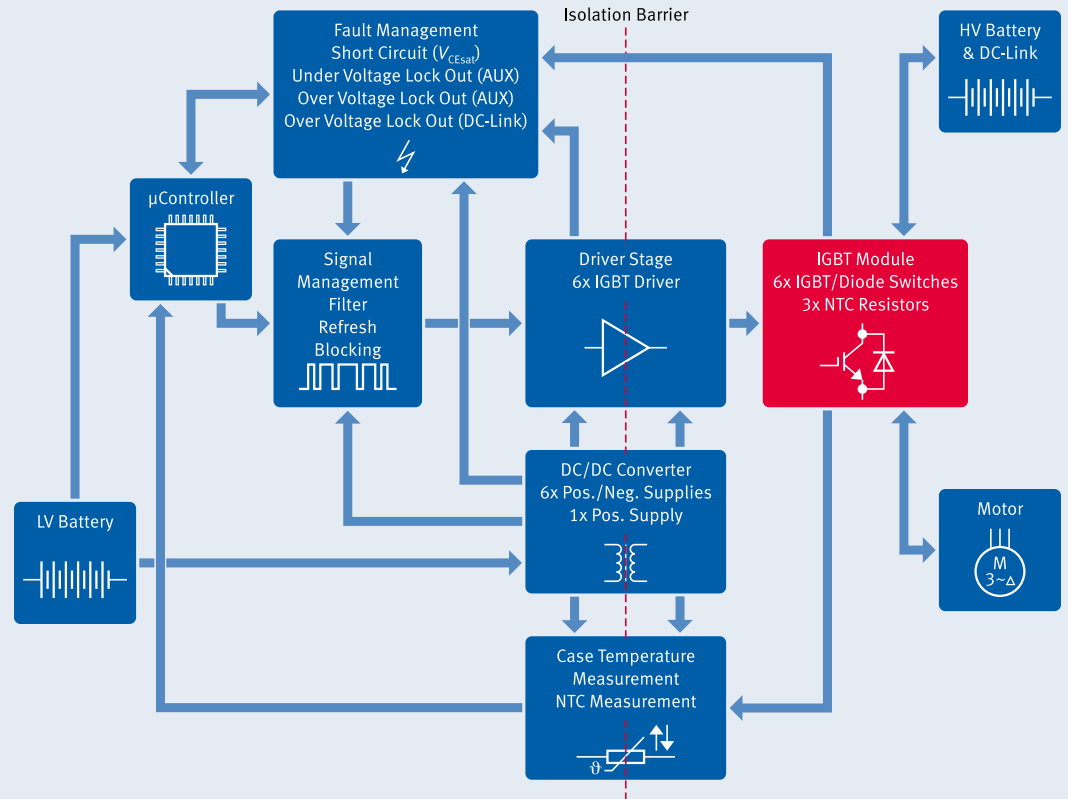 Isolation Barrier
Fault Management
Short Circuit (VCEsat)
Under Voltage Lock Out (AUX)
Over Voltage Lock Out (AUX)
Over Voltage Lock Out (DC-Link)
HV Battery
& DC-Link
µController
Signal
Management
Filter
Refresh
Blocking
Driver Stage
6x IGBT Driver
IGBT Module
6x IGBT/Diode Switches
3x NTC Resistors
DC/DC Converter
6x Pos./Neg. Supplies
1x Pos. Supply
LV Battery
Motor
M
3~Δ
Case Temperature
Measurement
NTC Measurement
ϑ